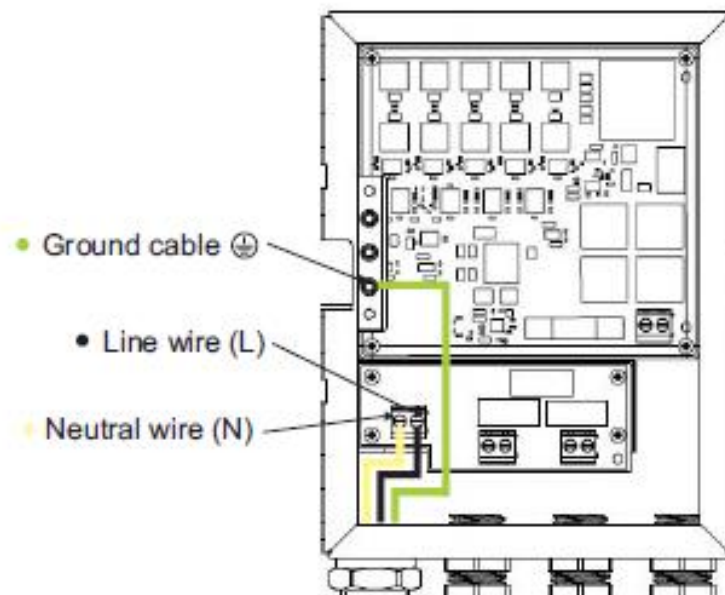 Ground cable ⏚
Line wire (L)
Neutral wire (N)